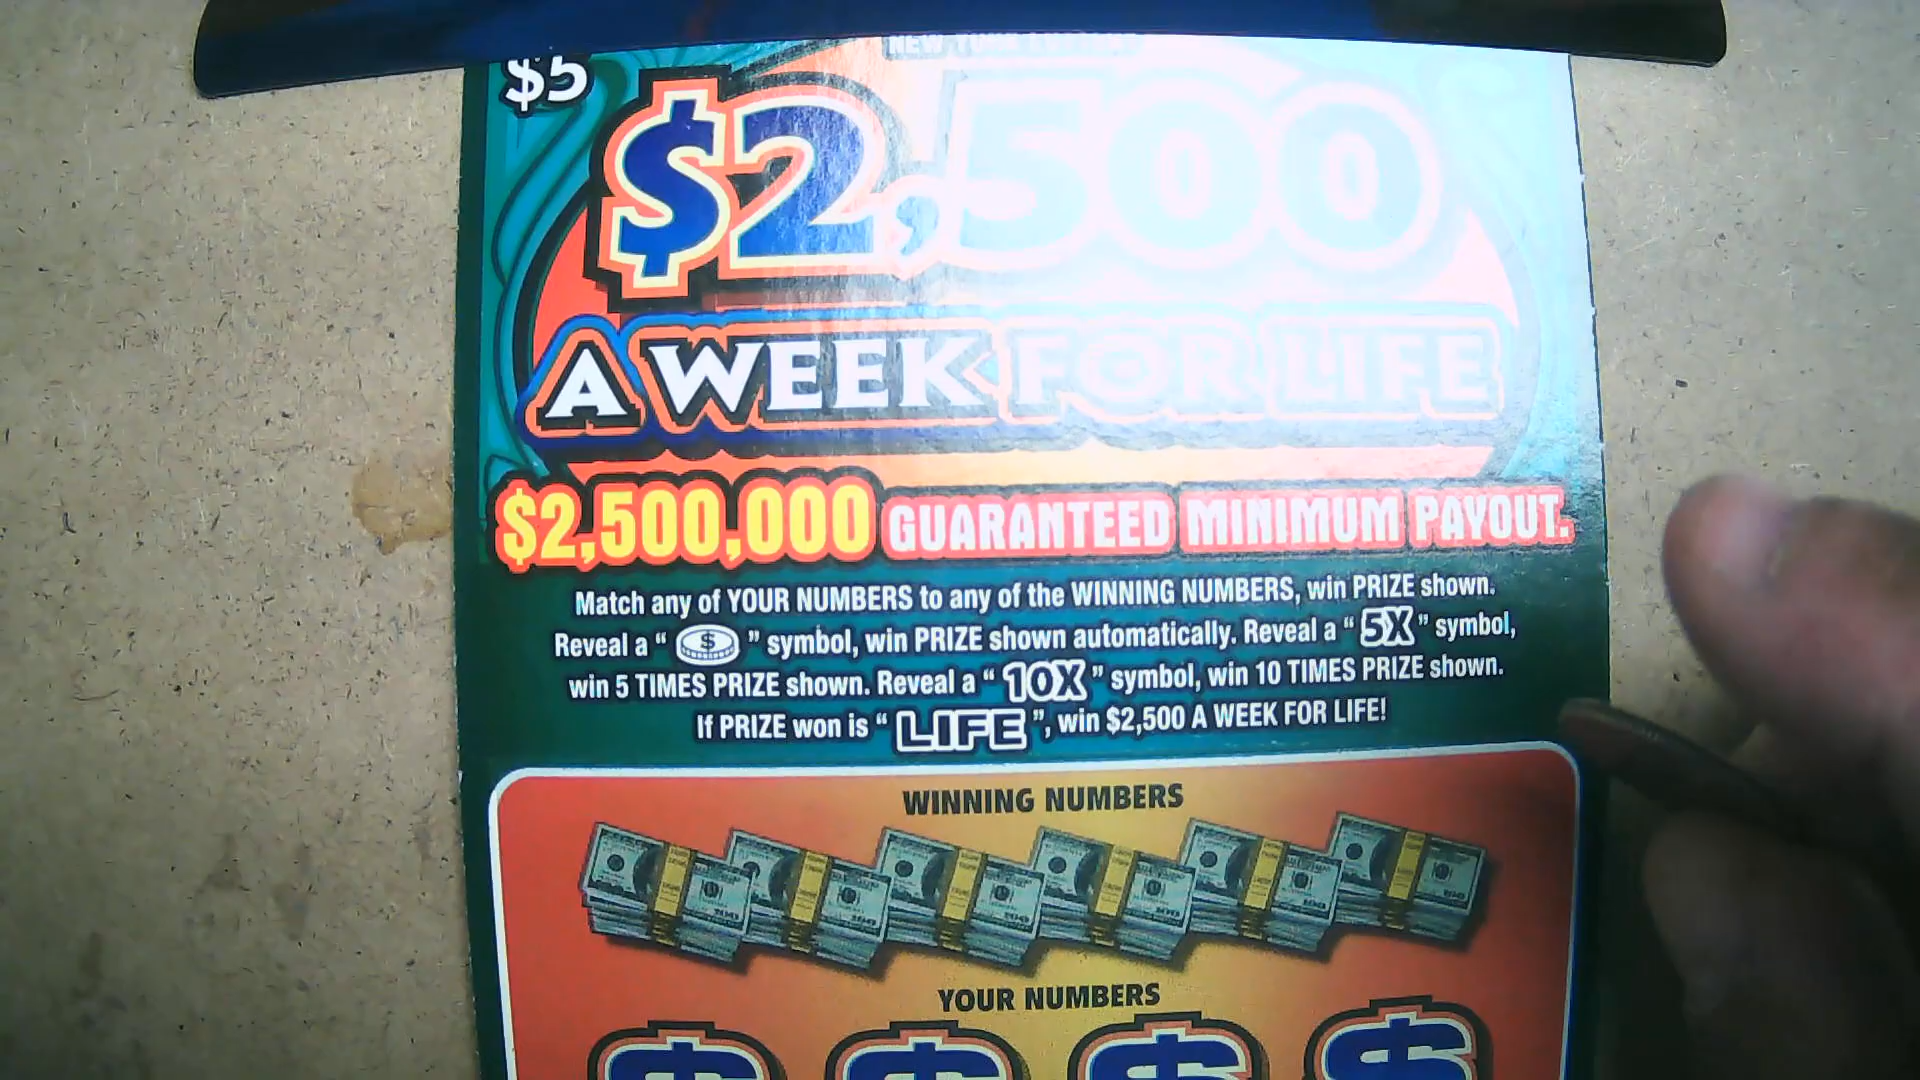 NEW YORK LOTTERY
$5
$2,500
A WEEK FOR LIFE
$2,500,000 GUARANTEED MINIMUM PAYOUT.
Match any of YOUR NUMBERS to any of the WINNING NUMBERS, win PRIZE shown.
Reveal a “ $ ” symbol, win PRIZE shown automatically. Reveal a “ 5X ” symbol,
win 5 TIMES PRIZE shown. Reveal a “ 10X ” symbol, win 10 TIMES PRIZE shown.
If PRIZE won is “ LIFE ”, win $2,500 A WEEK FOR LIFE!
WINNING NUMBERS
YOUR NUMBERS
$ $ $ $